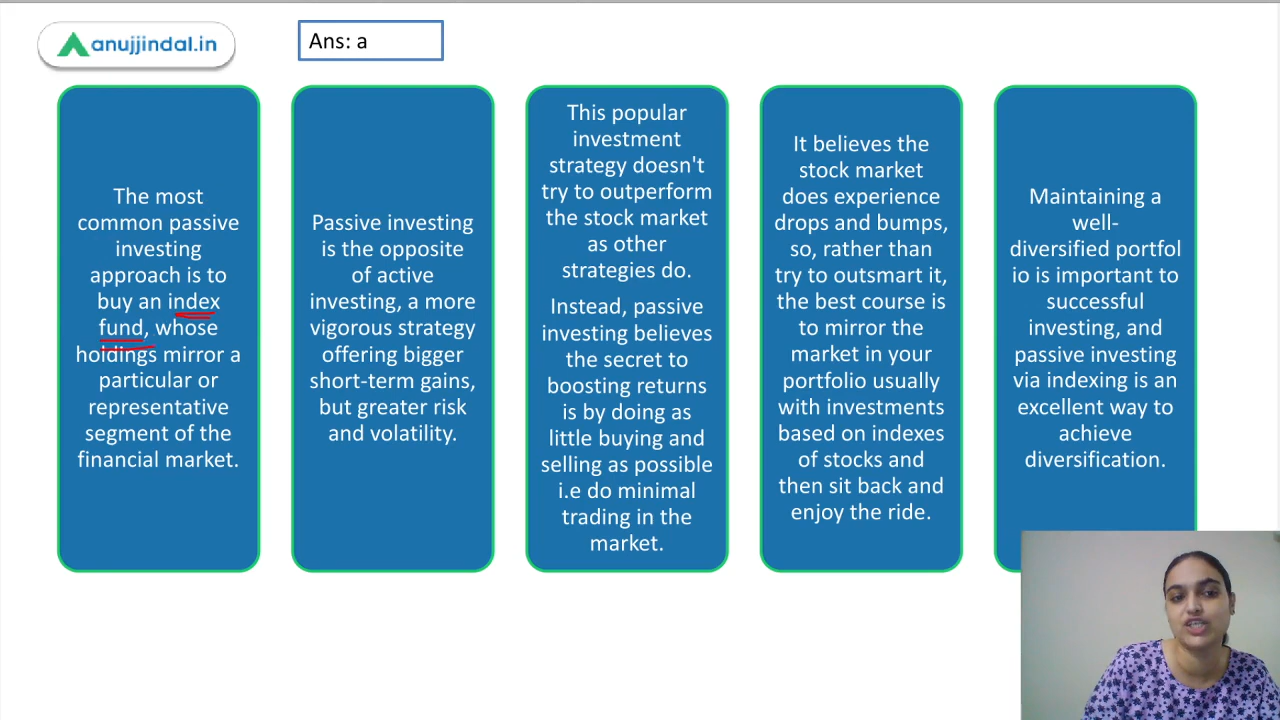 anujjindal.in
Ans: a
The most
common passive
investing
approach is to
buy an index
fund, whose
holdings mirror a
particular or
representative
segment of the
financial market.
Passive investing
is the opposite
of active
investing, a more
vigorous strategy
offering bigger
short-term gains,
but greater risk
and volatility.
This popular
investment
strategy doesn't
try to outperform
the stock market
as other
strategies do.
Instead, passive
investing believes
the secret to
boosting returns
is by doing as
little buying and
selling as possible
i.e do minimal
trading in the
market.
It believes the
stock market
does experience
drops and bumps,
so, rather than
try to outsmart it,
the best course is
to mirror the
market in your
portfolio usually
with investments
based on indexes
of stocks and
then sit back and
enjoy the ride.
Maintaining a
well-
diversified portfol
io is important to
successful
investing, and
passive investing
via indexing is an
excellent way to
achieve
diversification.